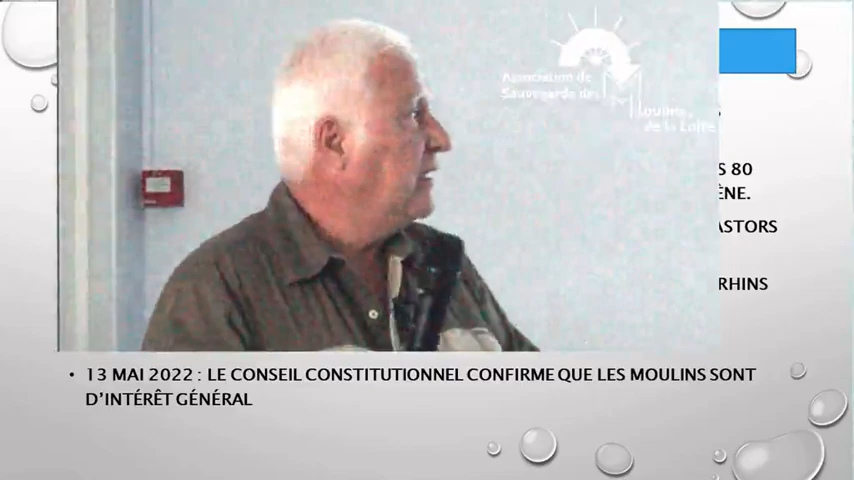 Association de
Sauvegarde des
Moulins
de la Loire
S 80
ÈNE.
ASTORS
RHINS
• 13 MAI 2022 : LE CONSEIL CONSTITUTIONNEL CONFIRME QUE LES MOULINS SONT
D’INTÉRÊT GÉNÉRAL